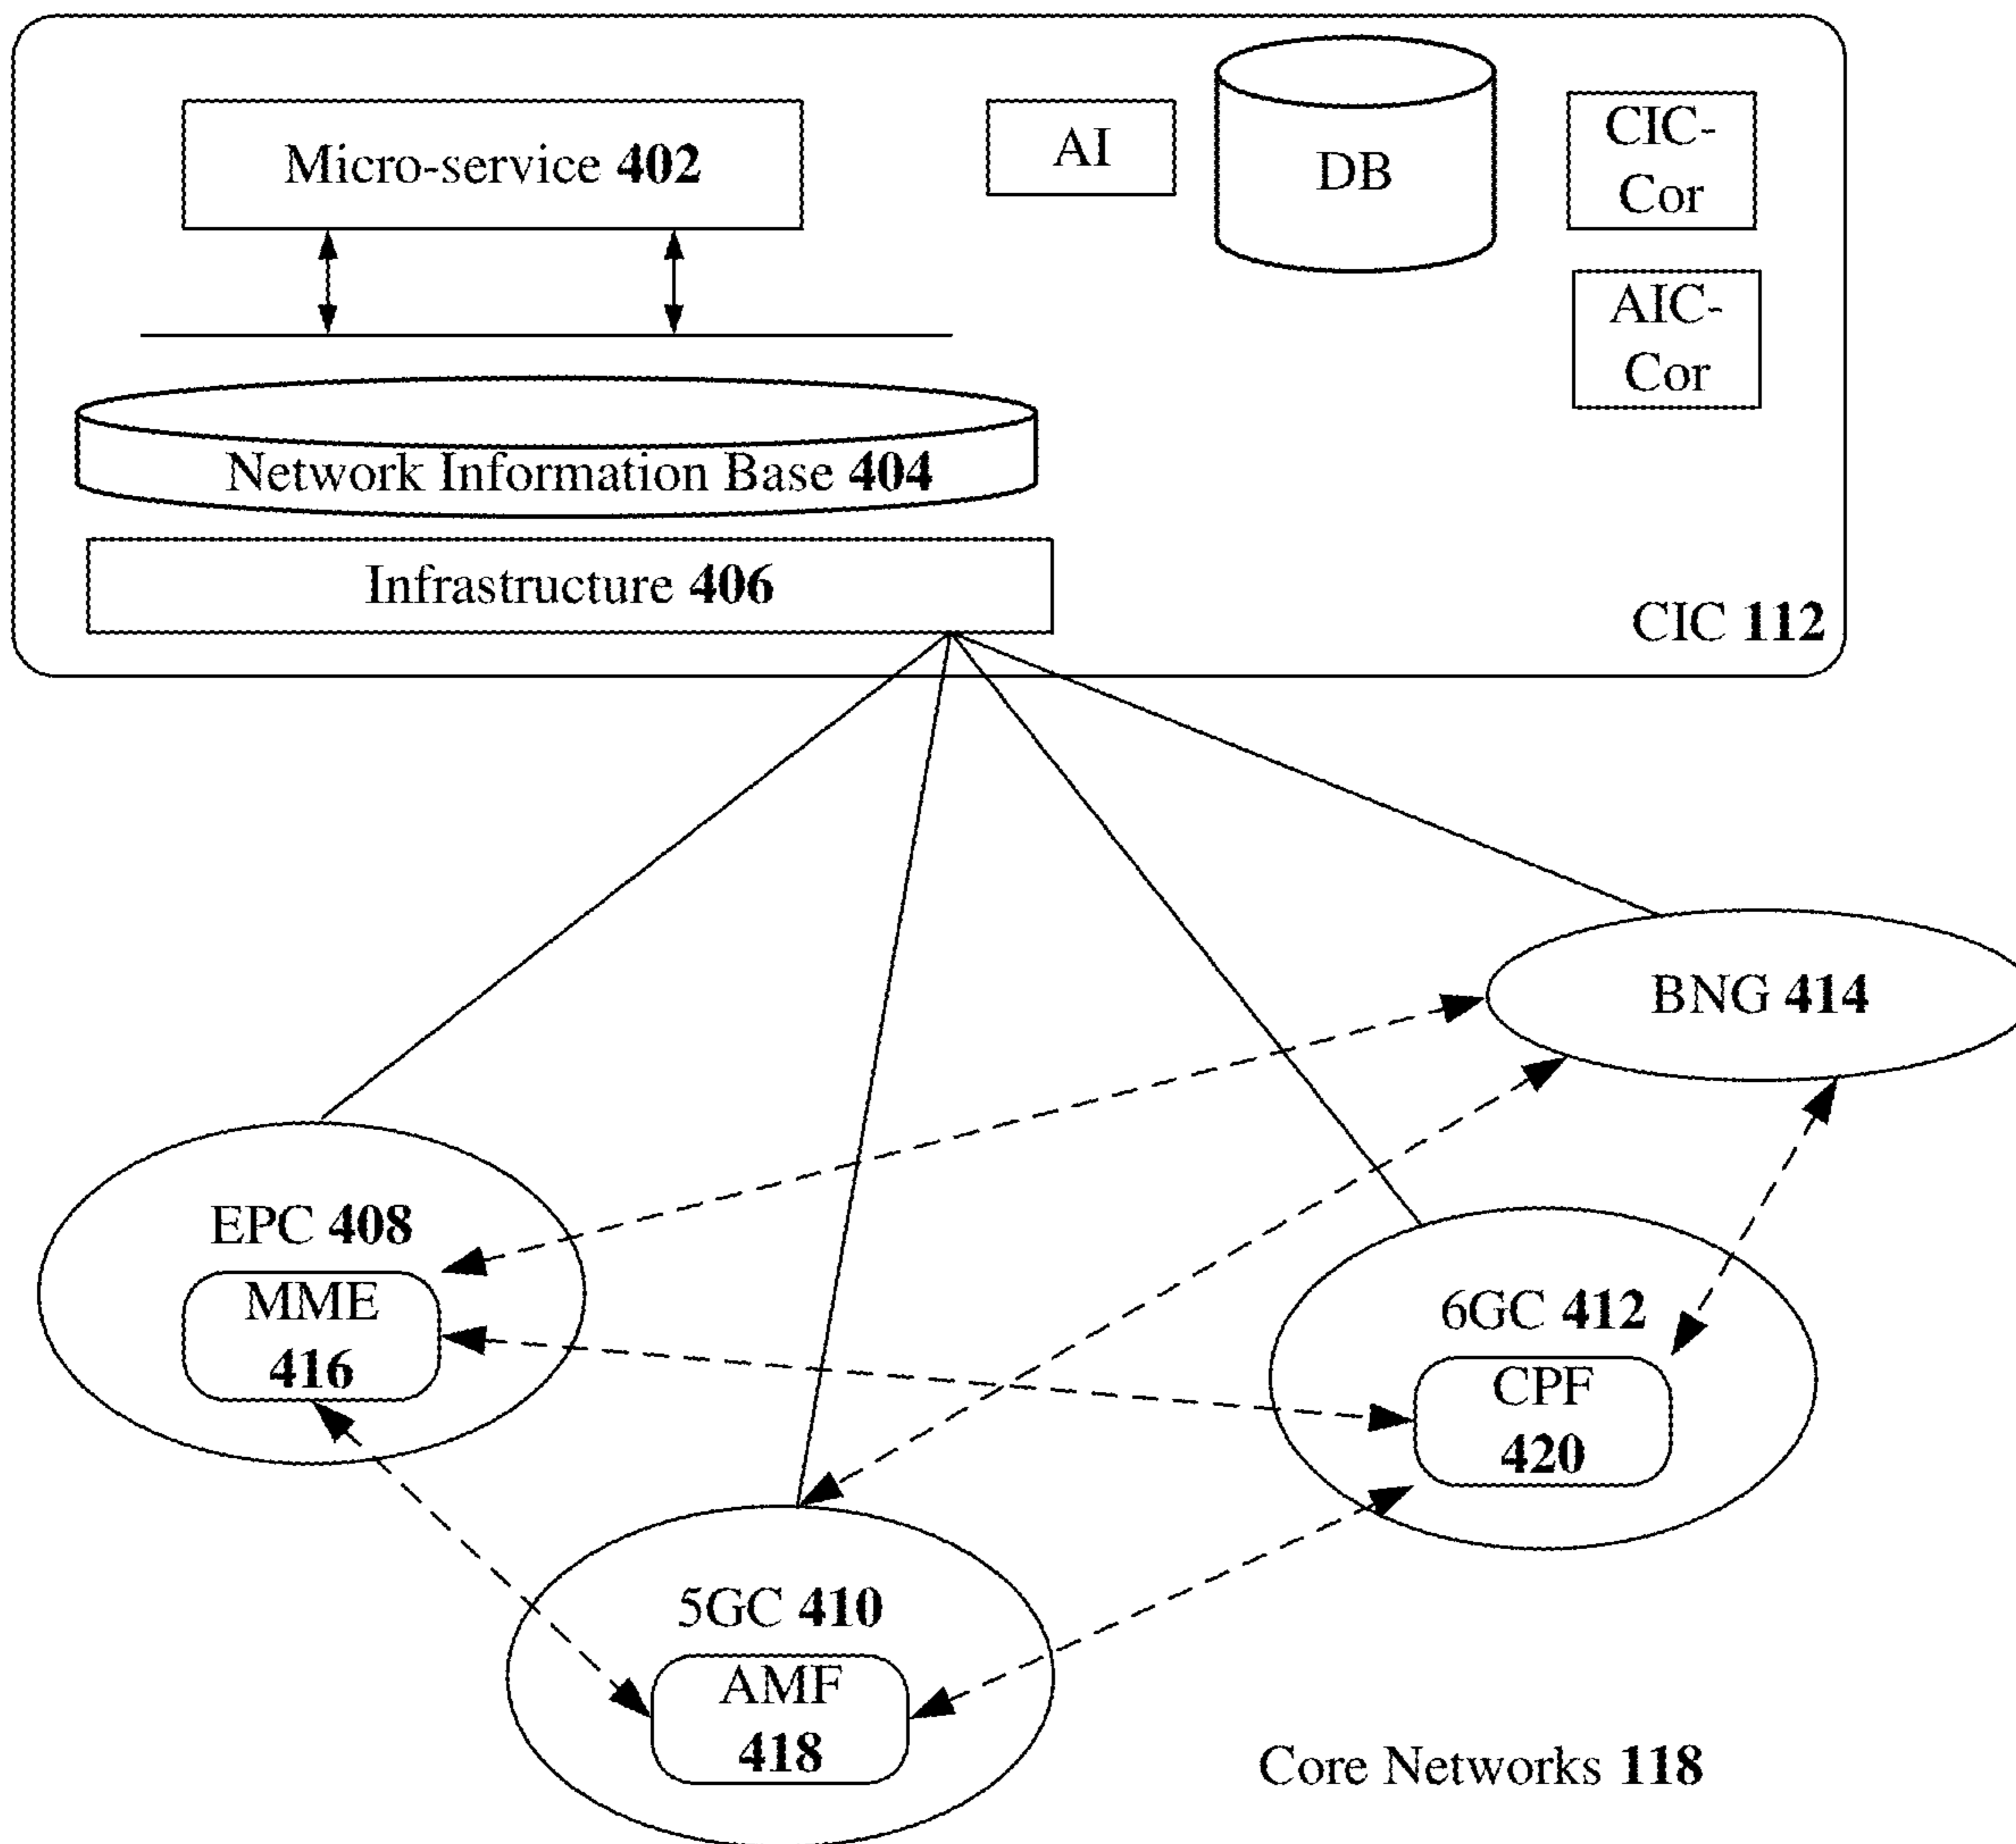 Micro-service 402
AI
DB
CIC-
Cor
AIC-
Cor
Network Information Base 404
Infrastructure 406
CIC 112
BNG 414
EPC 408
MME
416
6GC 412
CPF
420
5GC 410
AMF
418
Core Networks 118